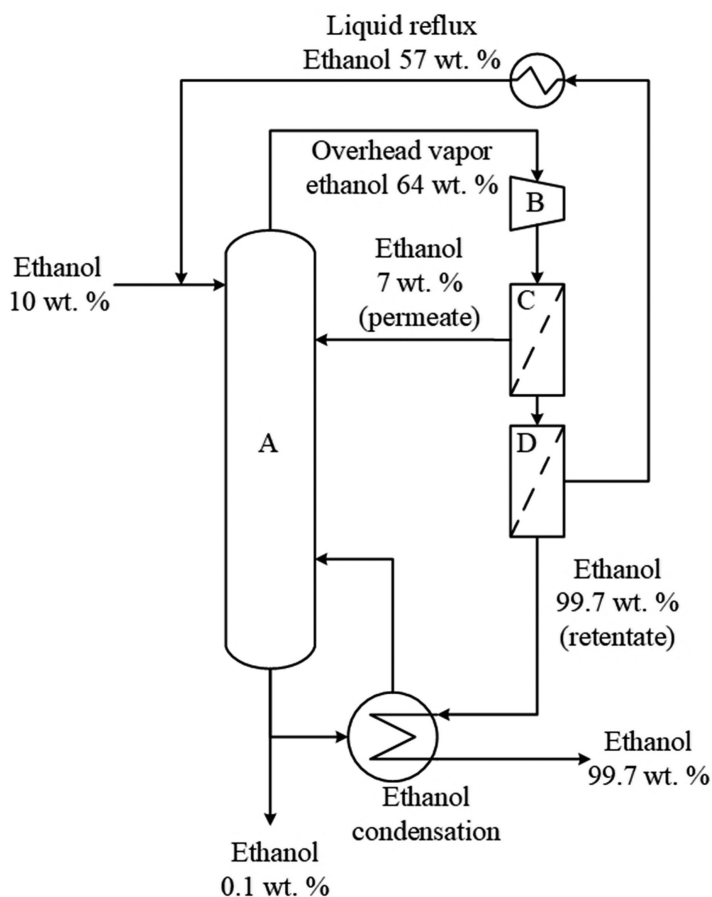 Liquid reflux
Ethanol 57 wt. %
Overhead vapor
ethanol 64 wt. %
B
Ethanol
10 wt. %
Ethanol
7 wt. %
(permeate)
C
A
D
Ethanol
99.7 wt. %
(retentate)
Ethanol
99.7 wt. %
Ethanol
condensation
Ethanol
0.1 wt. %